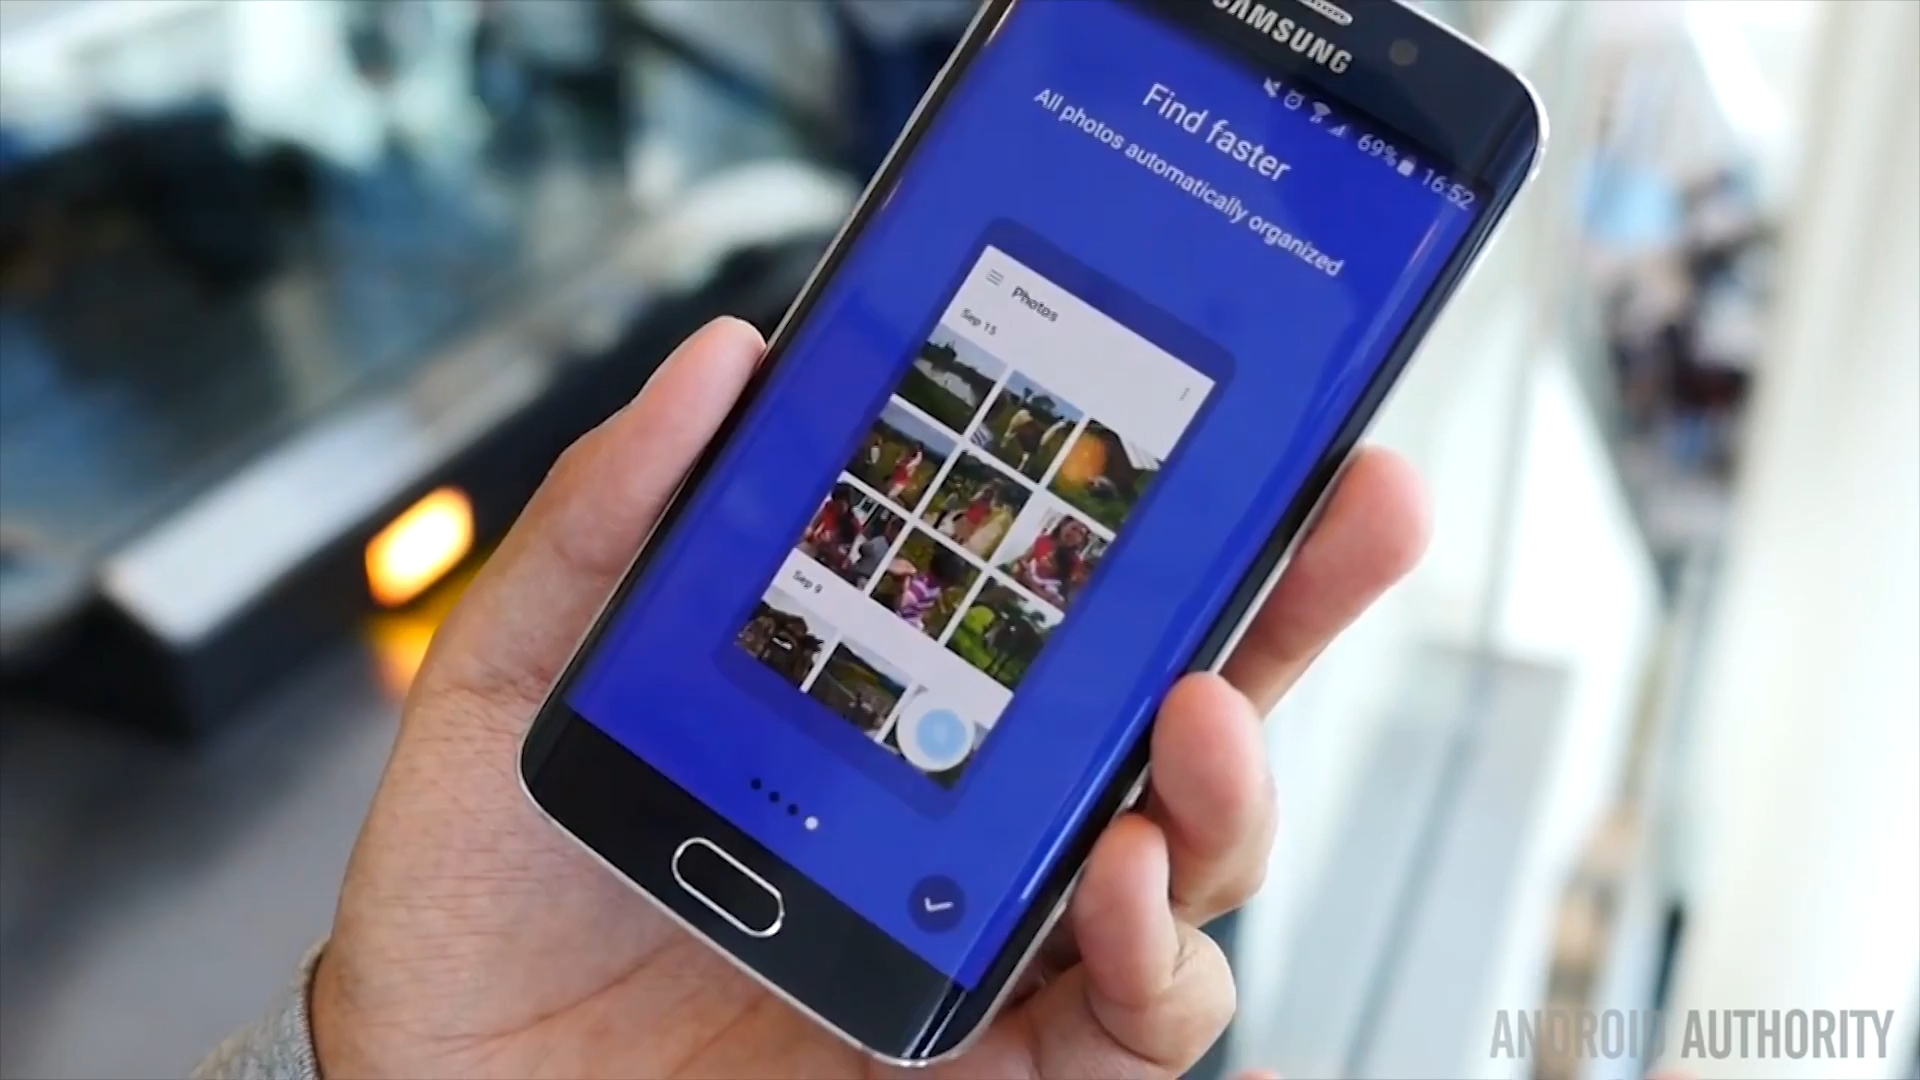 SAMSUNG
69% 16:52
Find faster
All photos automatically organized
Photos
Sep 15
Sep 9
ANDROID AUTHORITY